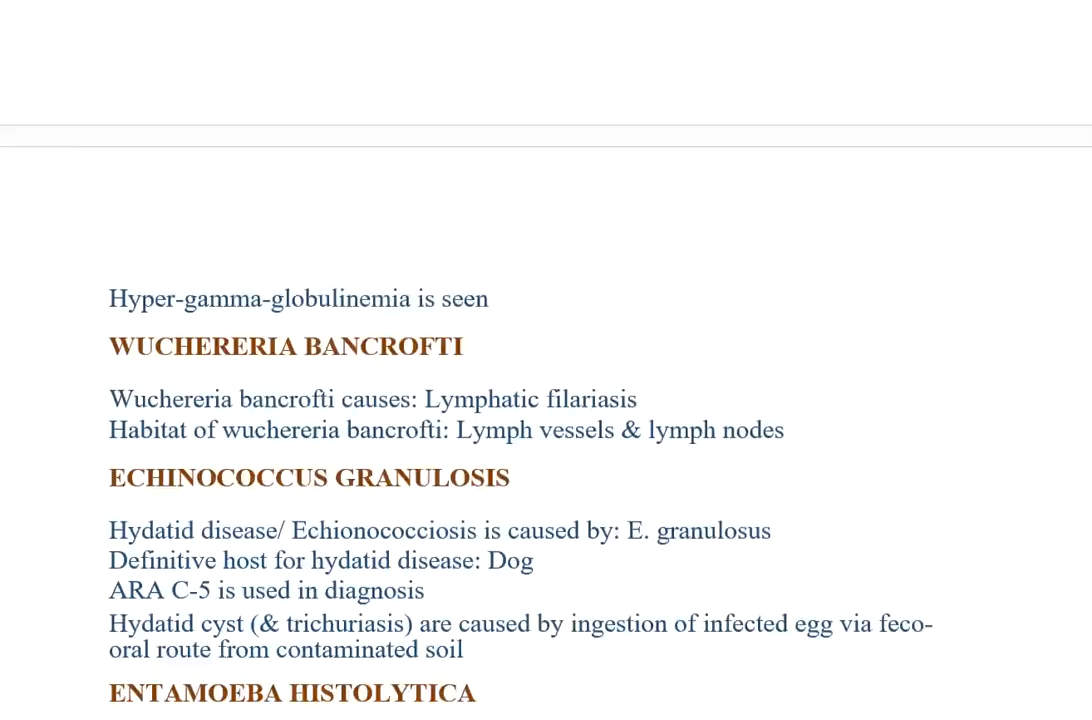 Hyper-gamma-globulinemia is seen
WUCHERERIA BANCROFTI
Wuchereria bancrofti causes: Lymphatic filariasis
Habitat of wuchereria bancrofti: Lymph vessels & lymph nodes
ECHINOCOCCUS GRANULOSIS
Hydatid disease/ Echionococciosis is caused by: E. granulosus
Definitive host for hydatid disease: Dog
ARA C-5 is used in diagnosis
Hydatid cyst (& trichuriasis) are caused by ingestion of infected egg via feco-
oral route from contaminated soil
ENTAMOEBA HISTOLYTICA